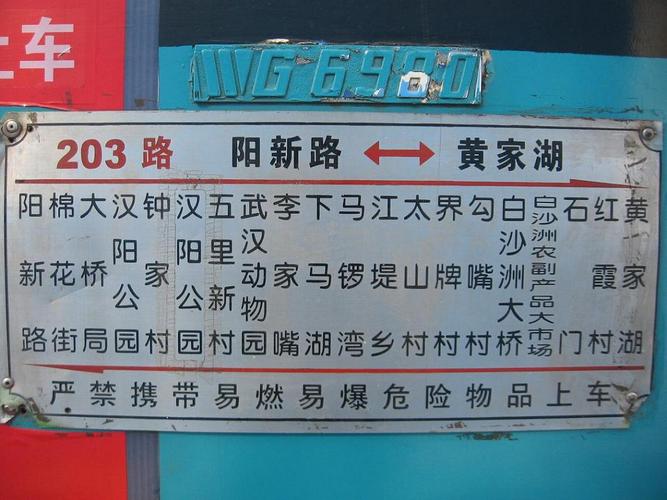 上车
WG6980
203路 阳新路 ↔ 黄家湖
阳新路
棉花街
大桥局
汉阳公园
钟家村
汉阳公园
五里新村
武汉动物园
李家嘴
下马湖
马锣湾
江堤乡
太山村
界牌村
勾嘴村
白沙洲大桥
白沙洲农副产品大市场
石门
红霞村
黄家湖
严禁携带易燃易爆危险物品上车